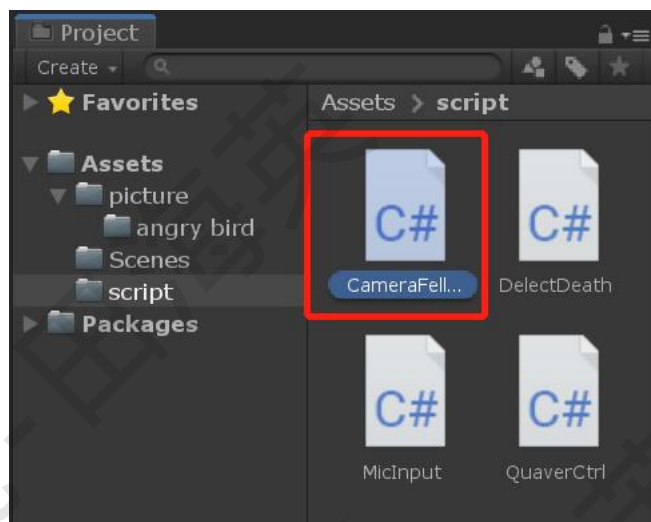 Project
Create
Favorites
Assets > script
Assets
picture
angry bird
Scenes
script
Packages
C#
C#
CameraFell...
DelectDeath
C#
C#
MicInput
QuaverCtrl